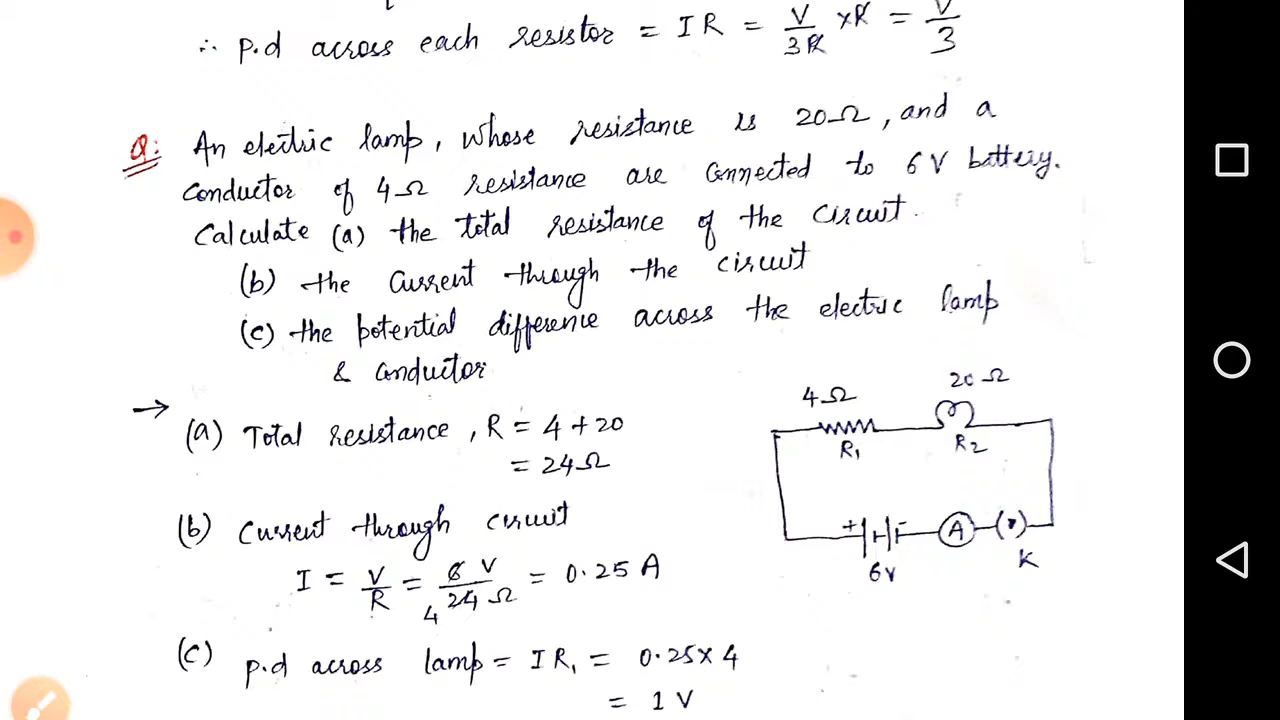 ∴ p.d across each resistor = I R = V/3R × R = V/3
Q: An electric lamp, whose resistance is 20Ω, and a
conductor of 4Ω resistance are connected to 6V battery.
Calculate (a) the total resistance of the circuit.
(b) the current through the circuit
(c) the potential difference across the electric lamp
& conductor
→
(a) Total resistance, R = 4 + 20
= 24Ω
4Ω
20Ω
R₁
R₂
(b) Current through circuit
I = V/R = 6 V/24 Ω = 0.25 A
4
+
-
A
6V
K
(c) p.d across lamp = I R₁ = 0.25×4
= 1 V